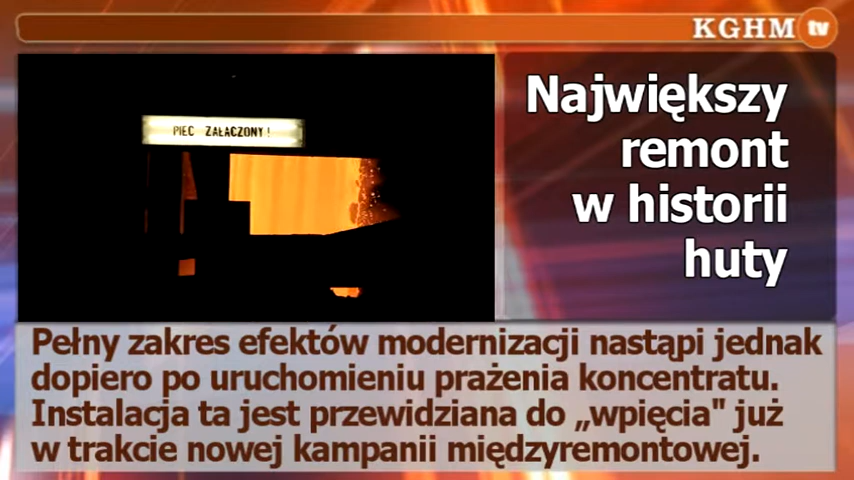 KGHM tv
PIEC ZAŁĄCZONY!
Największy
remont
w historii
huty
Pełny zakres efektów modernizacji nastąpi jednak
dopiero po uruchomieniu prażenia koncentratu.
Instalacja ta jest przewidziana do „wpięcia" już
w trakcie nowej kampanii międzyremontowej.